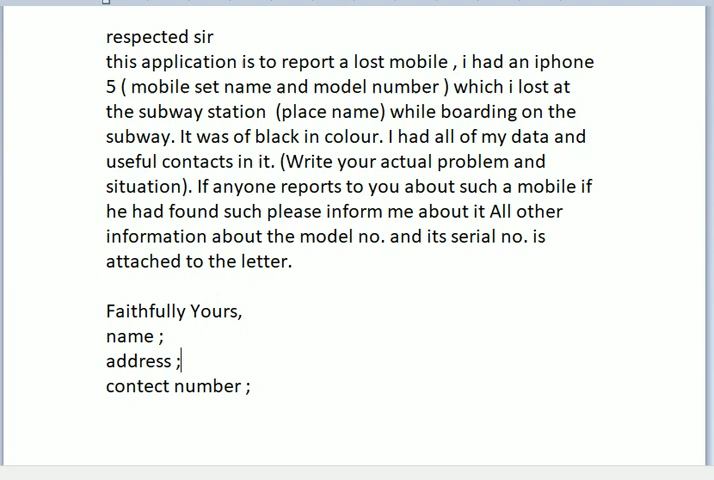 respected sir
this application is to report a lost mobile , i had an iphone
5 ( mobile set name and model number ) which i lost at
the subway station  (place name) while boarding on the
subway. It was of black in colour. I had all of my data and
useful contacts in it. (Write your actual problem and
situation). If anyone reports to you about such a mobile if
he had found such please inform me about it All other
information about the model no. and its serial no. is
attached to the letter.

Faithfully Yours,
name ;
address ;
contect number ;